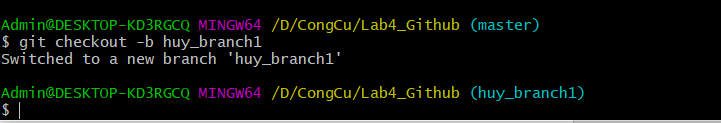 Admin@DESKTOP-KD3RGCQ MINGW64 /D/CongCu/Lab4_Github (master)
$ git checkout -b huy_branch1
Switched to a new branch 'huy_branch1'
Admin@DESKTOP-KD3RGCQ MINGW64 /D/CongCu/Lab4_Github (huy_branch1)
$